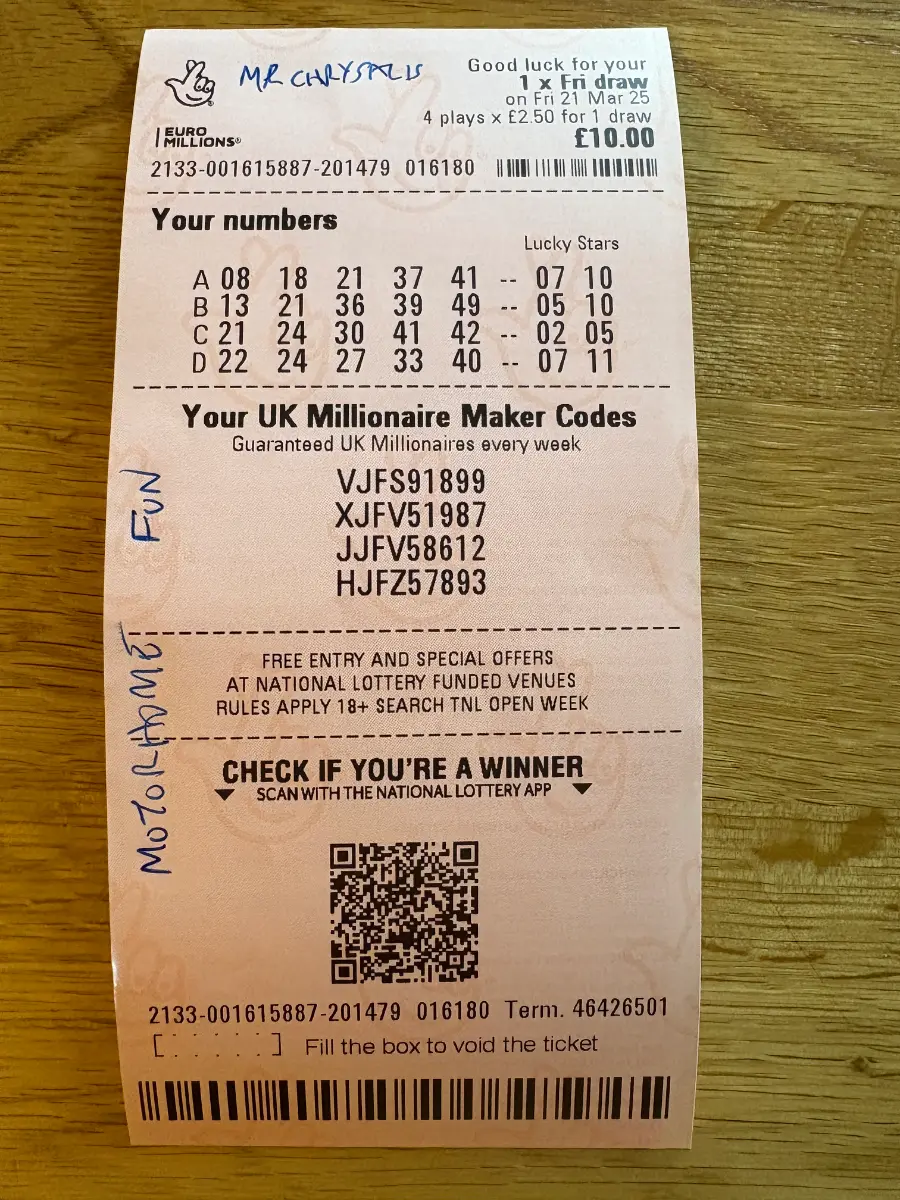 MR CHRYSALIS
Good luck for your
1 x Fri draw
on Fri 21 Mar 25
4 plays x £2.50 for 1 draw
£10.00
EURO
MILLIONS®
2133-001615887-201479 016180
Your numbers
Lucky Stars
A 08 18 21 37 41 -- 07 10
B 13 21 36 39 49 -- 05 10
C 21 24 30 41 42 -- 02 05
D 22 24 27 33 40 -- 07 11
Your UK Millionaire Maker Codes
Guaranteed UK Millionaires every week
VJFS91899
XJFV51987
JJFV58612
HJFZ57893
MOTORHOME FUN
FREE ENTRY AND SPECIAL OFFERS
AT NATIONAL LOTTERY FUNDED VENUES
RULES APPLY 18+ SEARCH TNL OPEN WEEK
CHECK IF YOU'RE A WINNER
SCAN WITH THE NATIONAL LOTTERY APP
2133-001615887-201479 016180 Term. 46426501
Fill the box to void the ticket